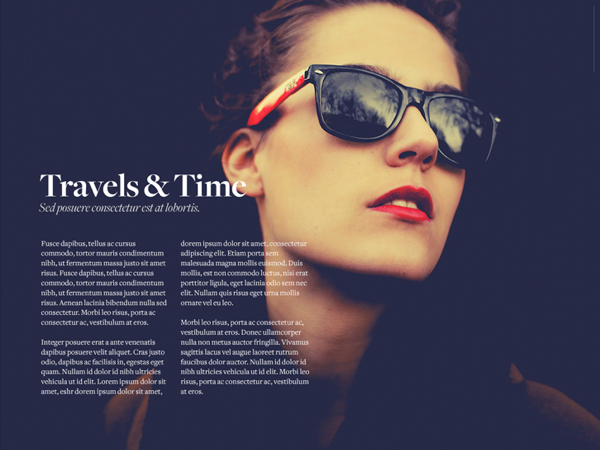 Travels & Time
Sed posuere consectetur est at lobortis.
Fusce dapibus, tellus ac cursus
commodo, tortor mauris condimentum
nibh, ut fermentum massa justo sit amet
risus. Fusce dapibus, tellus ac cursus
commodo, tortor mauris condimentum
nibh, ut fermentum massa justo sit amet
risus. Aenean lacinia bibendum nulla sed
consectetur. Morbi leo risus, porta ac
consectetur ac, vestibulum at eros.
Integer posuere erat a ante venenatis
dapibus posuere velit aliquet. Cras justo
odio, dapibus ac facilisis in, egestas eget
quam. Nullam id dolor id nibh ultricies
vehicula ut id elit. Lorem ipsum dolor sit
amet, eshr dorem ipsum dolor sit amet,
dorem ipsum dolor sit amet, consectetur
adipiscing elit. Etiam porta sem
malesuada magna mollis euismod. Duis
mollis, est non commodo luctus, nisi erat
porttitor ligula, eget lacinia odio sem nec
elit. Nullam quis risus eget urna mollis
ornare vel eu leo.
Morbi leo risus, porta ac consectetur ac,
vestibulum at eros. Donec ullamcorper
nulla non metus auctor fringilla. Vivamus
sagittis lacus vel augue laoreet rutrum
faucibus dolor auctor. Nullam id dolor id
nibh ultricies vehicula ut id elit. Morbi leo
risus, porta ac consectetur ac, vestibulum
at eros.